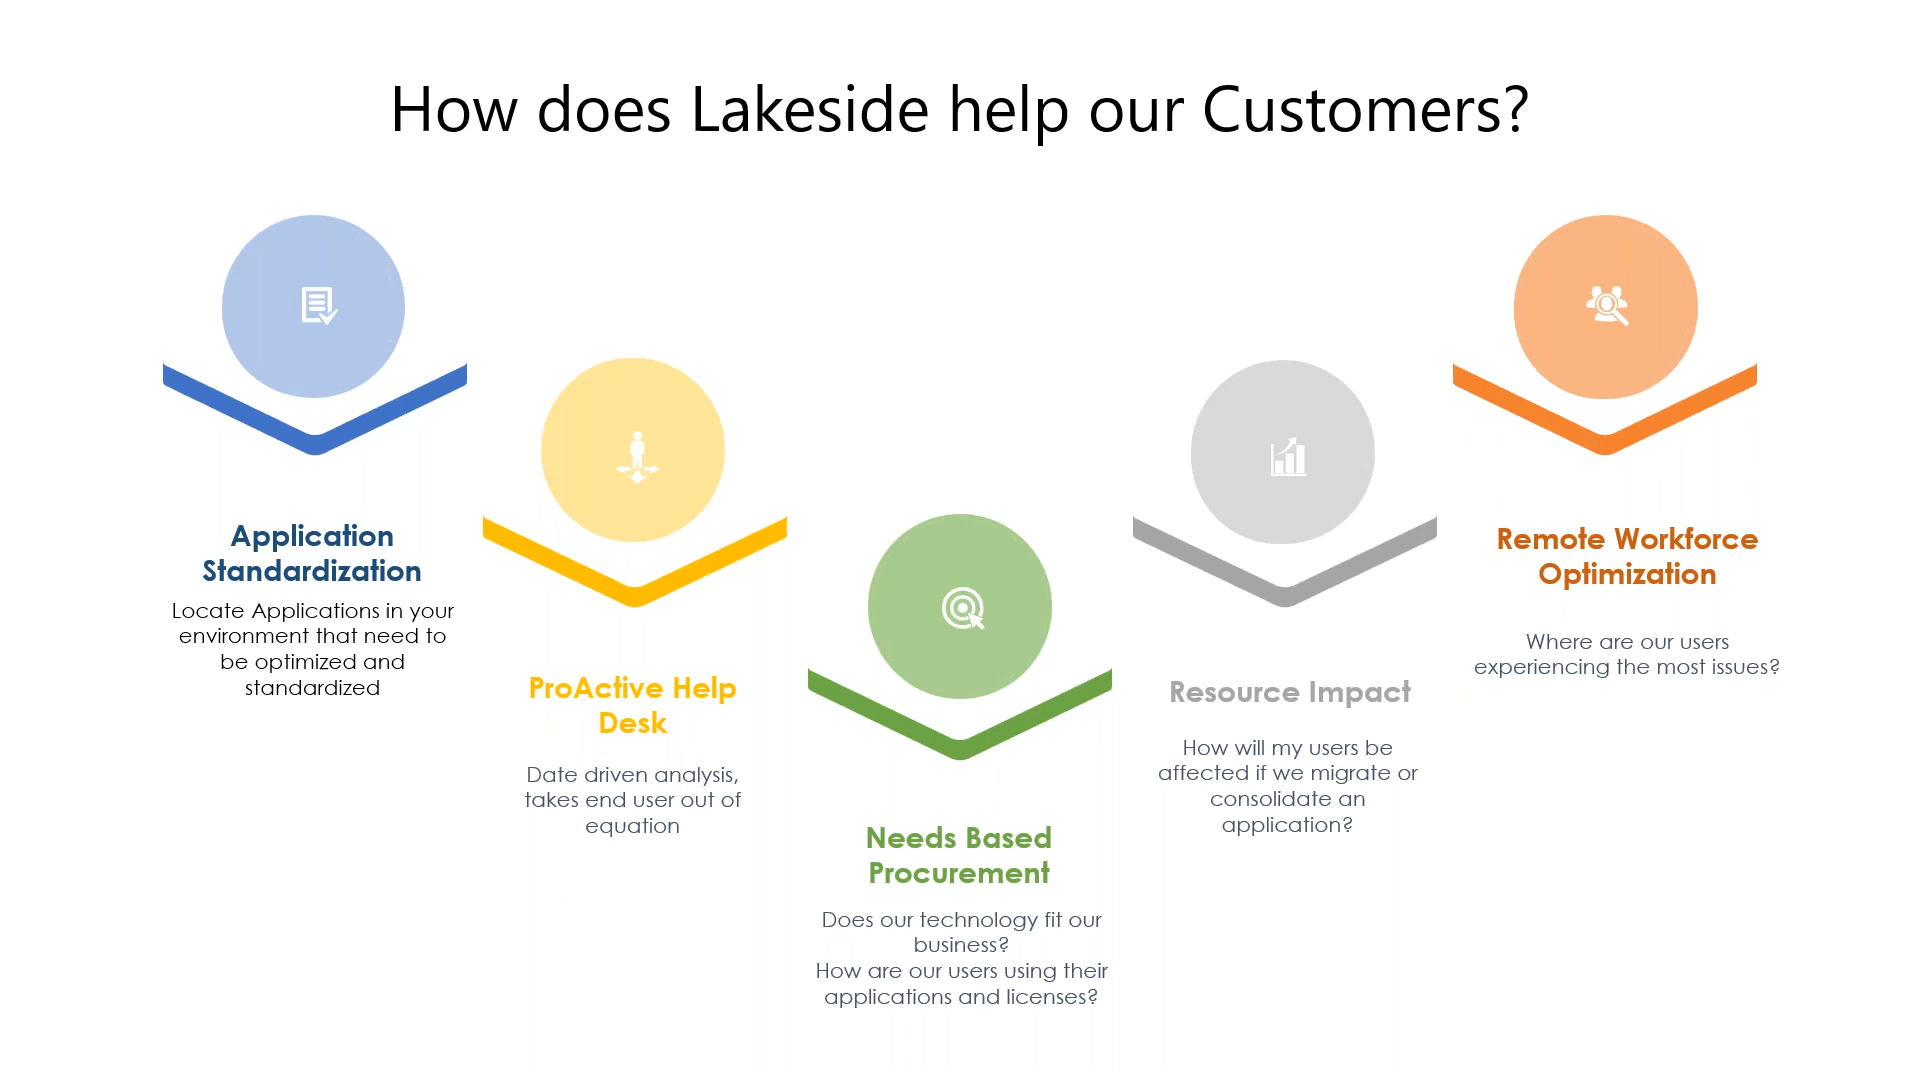 How does Lakeside help our Customers?
Application
Standardization
Locate Applications in your
environment that need to
be optimized and
standardized
ProActive Help
Desk
Date driven analysis,
takes end user out of
equation
Needs Based
Procurement
Does our technology fit our
business?
How are our users using their
applications and licenses?
Resource Impact
How will my users be
affected if we migrate or
consolidate an
application?
Remote Workforce
Optimization
Where are our users
experiencing the most issues?